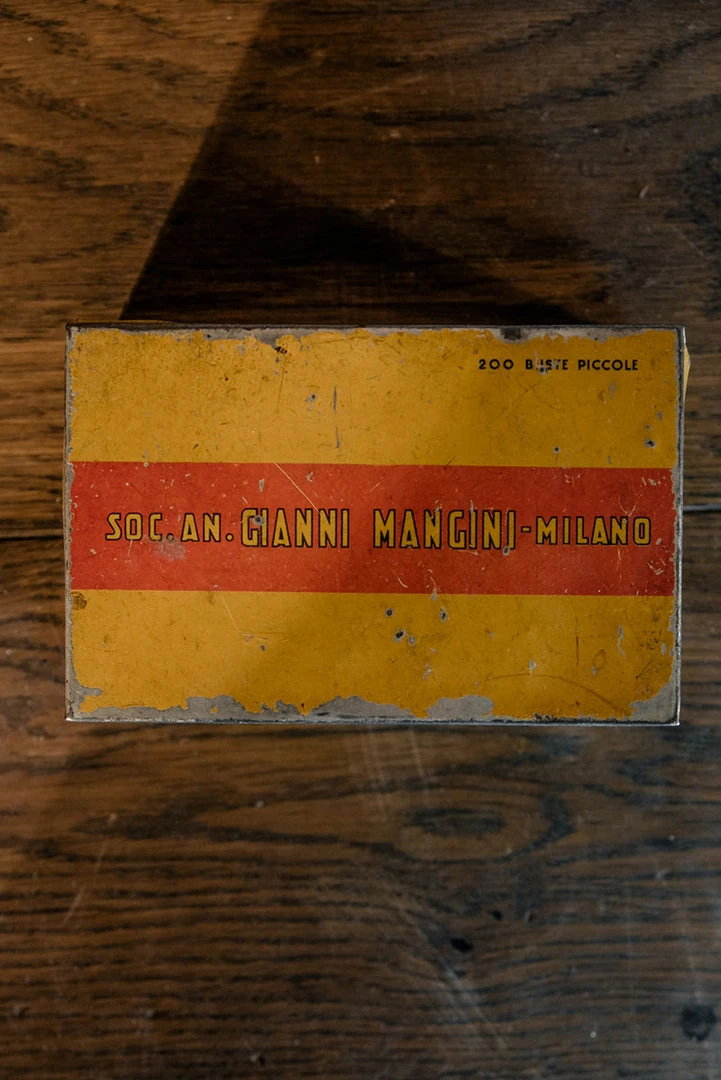 200 BUSTE PICCOLE
SOC. AN. GIANNI MANGINI-MILANO